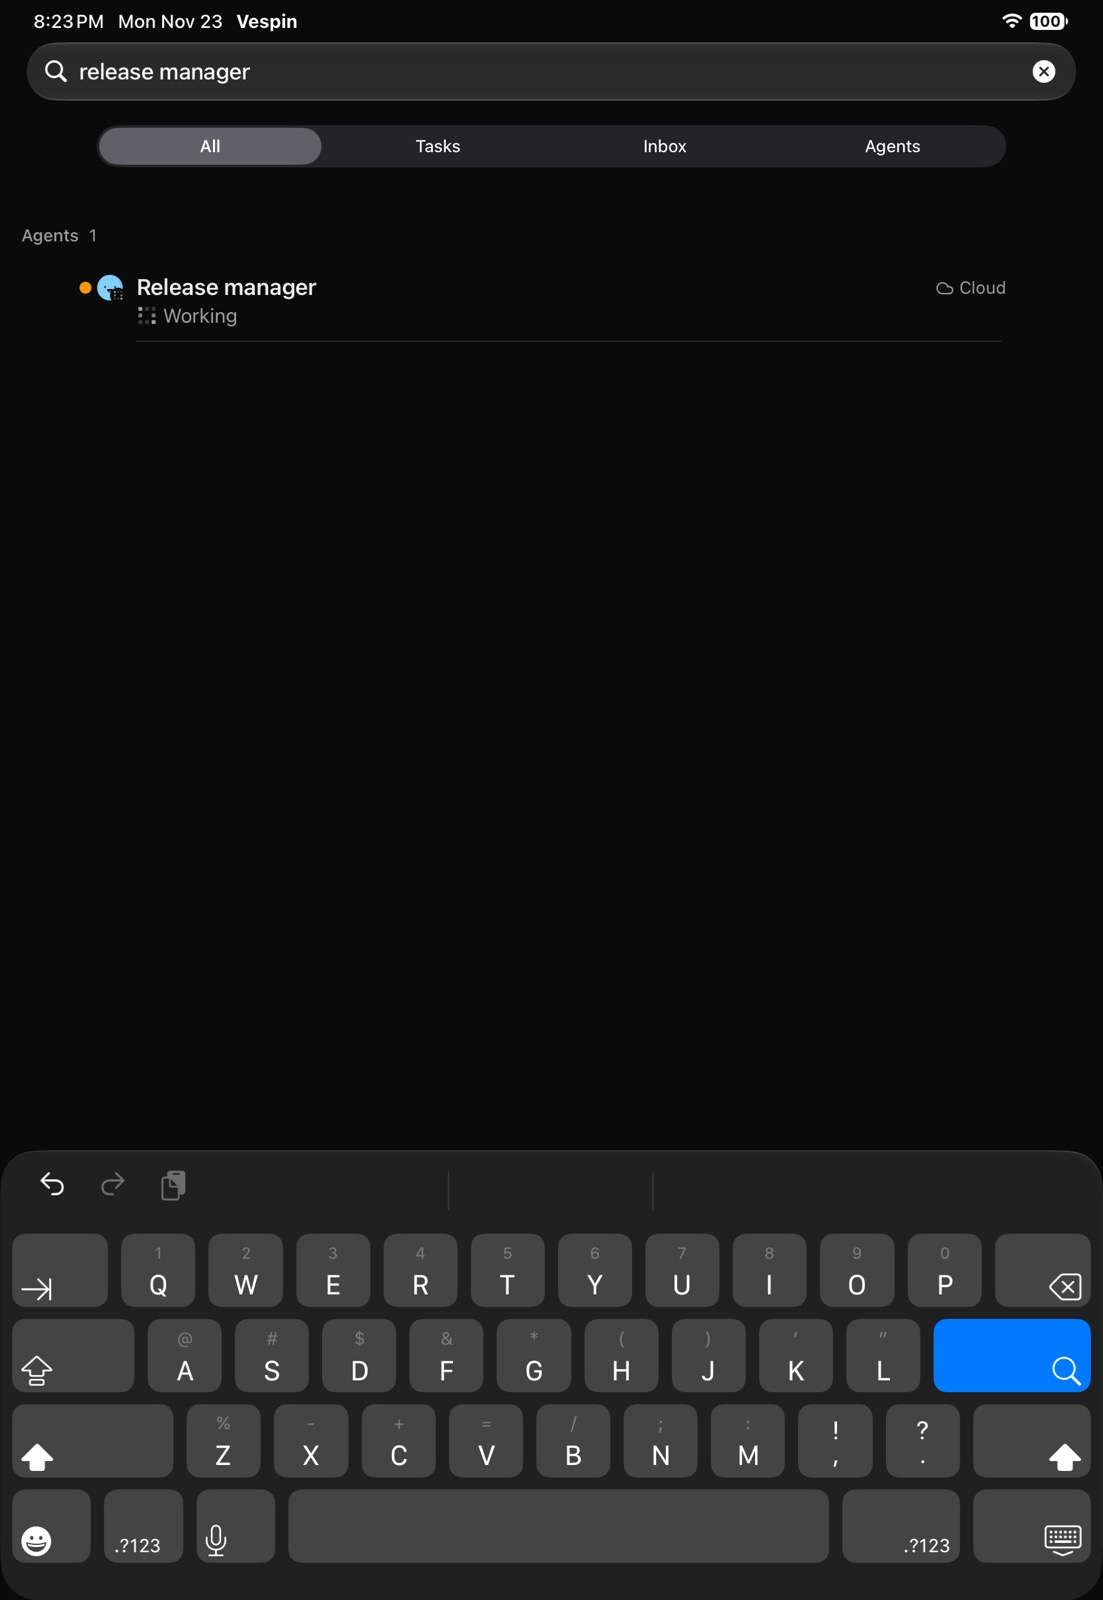 8:23 PM Mon Nov 23 Vespin 100
release manager
All Tasks Inbox Agents
Agents 1
Release manager Cloud
Working
1 2 3 4 5 6 7 8 9 0
Q W E R T Y U I O P
@ # $ & * ( ) ' "
A S D F G H J K L
% - + = / ; : ! ?
Z X C V B N M , .
.?123 .?123